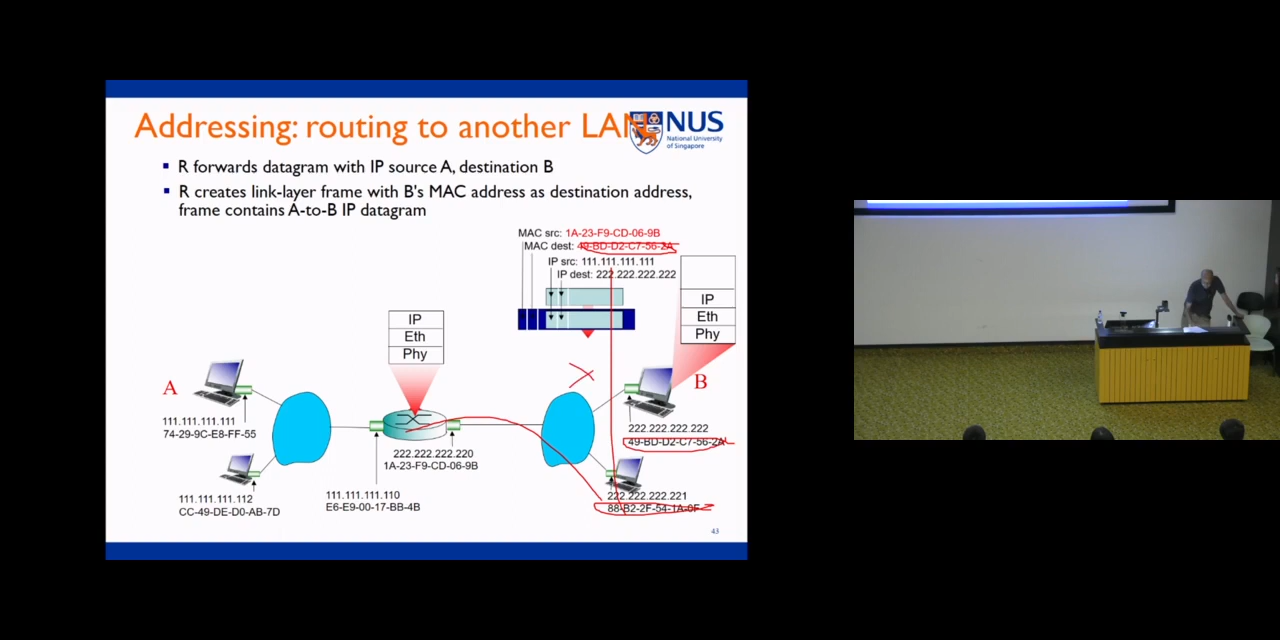 Addressing: routing to another LAN
NUS
National University
of Singapore
R forwards datagram with IP source A, destination B
R creates link-layer frame with B's MAC address as destination address,
frame contains A-to-B IP datagram
MAC src: 1A-23-F9-CD-06-9B
MAC dest: 49-BD-D2-C7-56-2A
IP src: 111.111.111.111
IP dest: 222.222.222.222
IP
Eth
Phy
IP
Eth
Phy
A
B
111.111.111.111
74-29-9C-E8-FF-55
222.222.222.222
49-BD-D2-C7-56-2A
222.222.222.220
1A-23-F9-CD-06-9B
111.111.111.112
CC-49-DE-D0-AB-7D
111.111.111.110
E6-E9-00-17-BB-4B
222.222.222.221
88-B2-2F-54-1A-0F
43